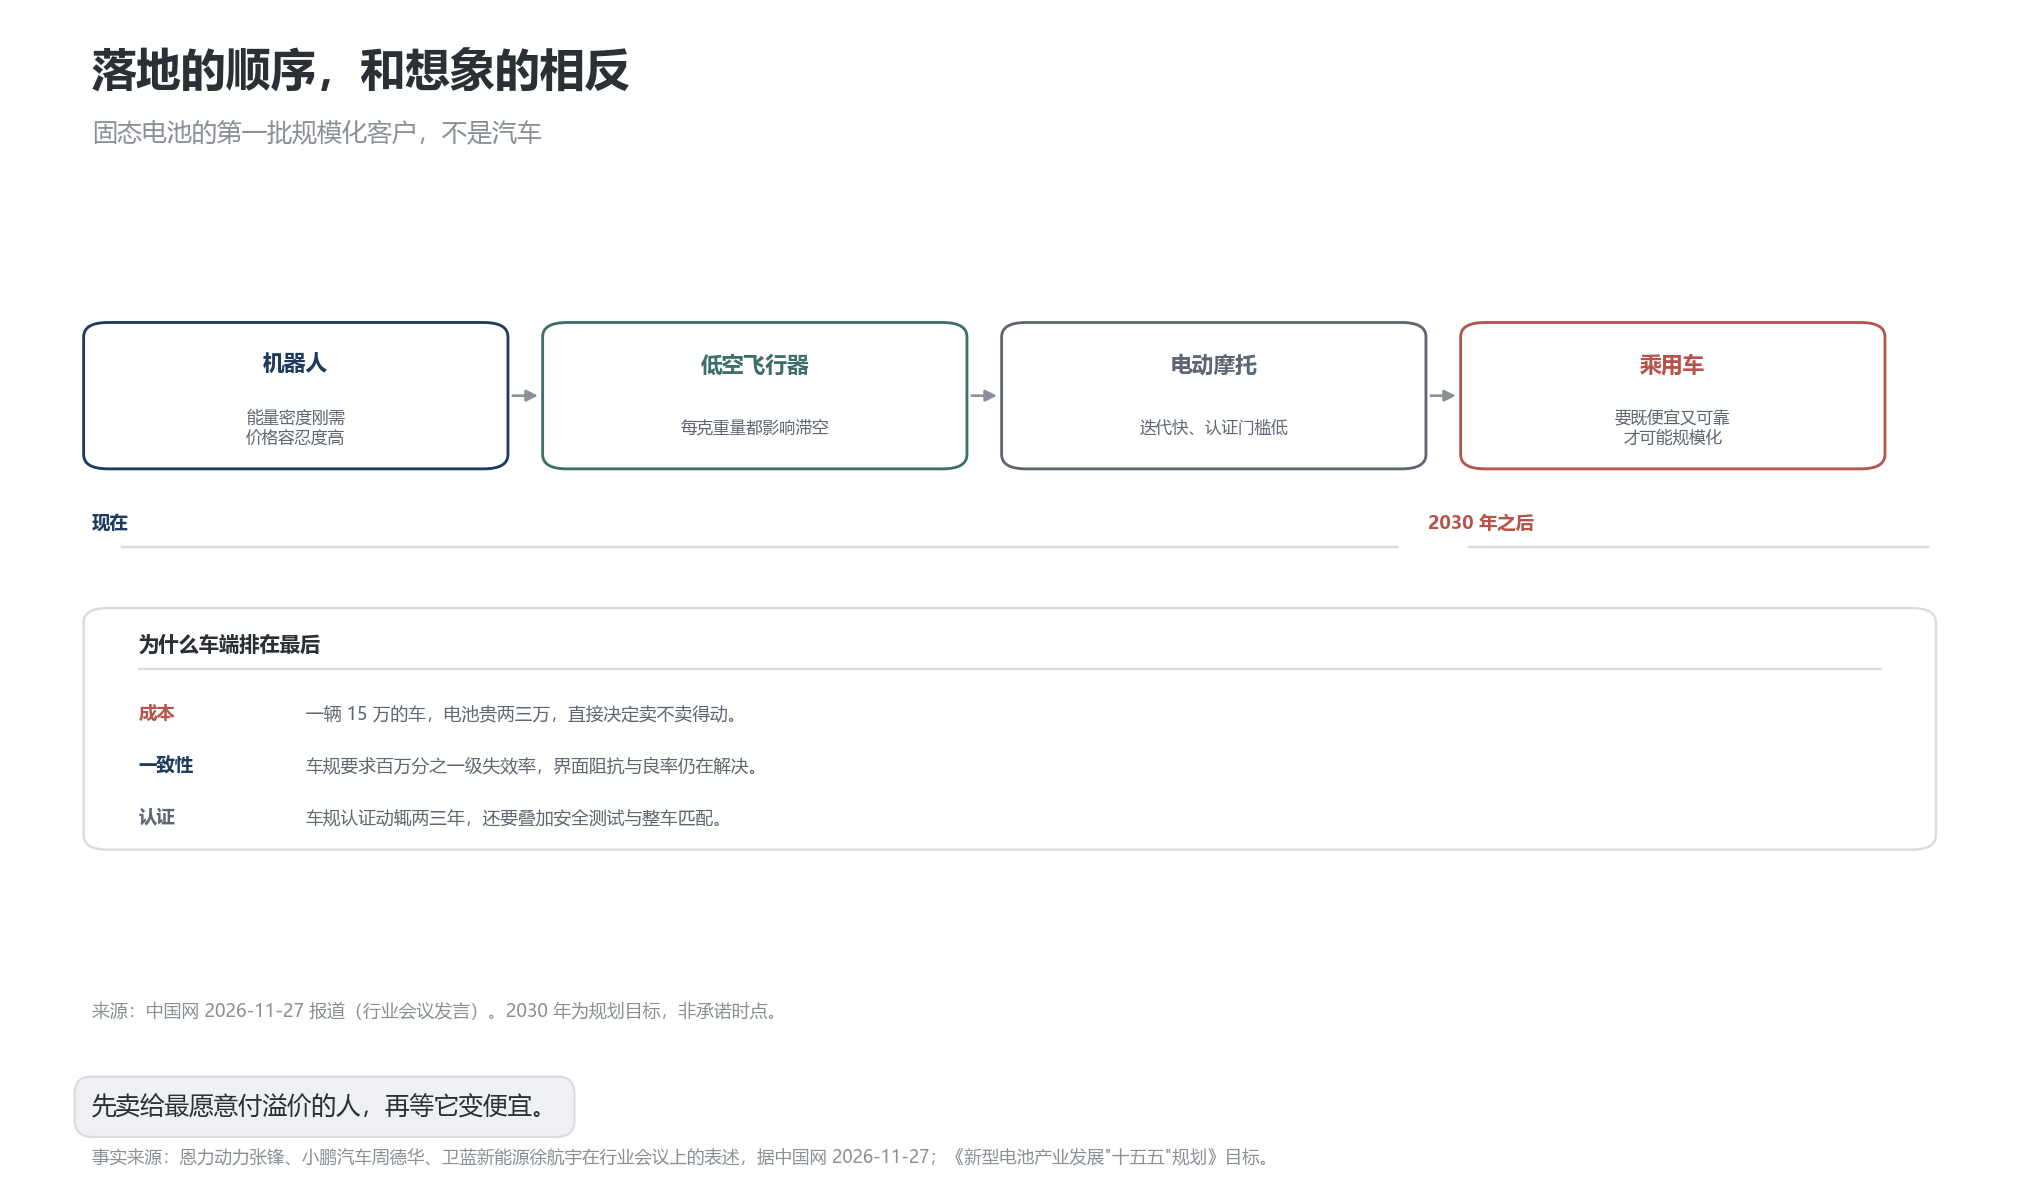 落地的顺序，和想象的相反
固态电池的第一批规模化客户，不是汽车
机器人
能量密度刚需
价格容忍度高
低空飞行器
每克重量都影响滞空
电动摩托
迭代快、认证门槛低
乘用车
要既便宜又可靠
才可能规模化
现在
2030 年之后
为什么车端排在最后
成本
一辆 15 万的车，电池贵两三万，直接决定卖不卖得动。
一致性
车规要求百万分之一级失效率，界面阻抗与良率仍在解决。
认证
车规认证动辄两三年，还要叠加安全测试与整车匹配。
来源：中国网 2026-11-27 报道（行业会议发言）。2030 年为规划目标，非承诺时点。
先卖给最愿意付溢价的人，再等它变便宜。
事实来源：恩力动力张锋、小鹏汽车周德华、卫蓝新能源徐航宇在行业会议上的表述，据中国网 2026-11-27；《新型电池产业发展"十五五"规划》目标。